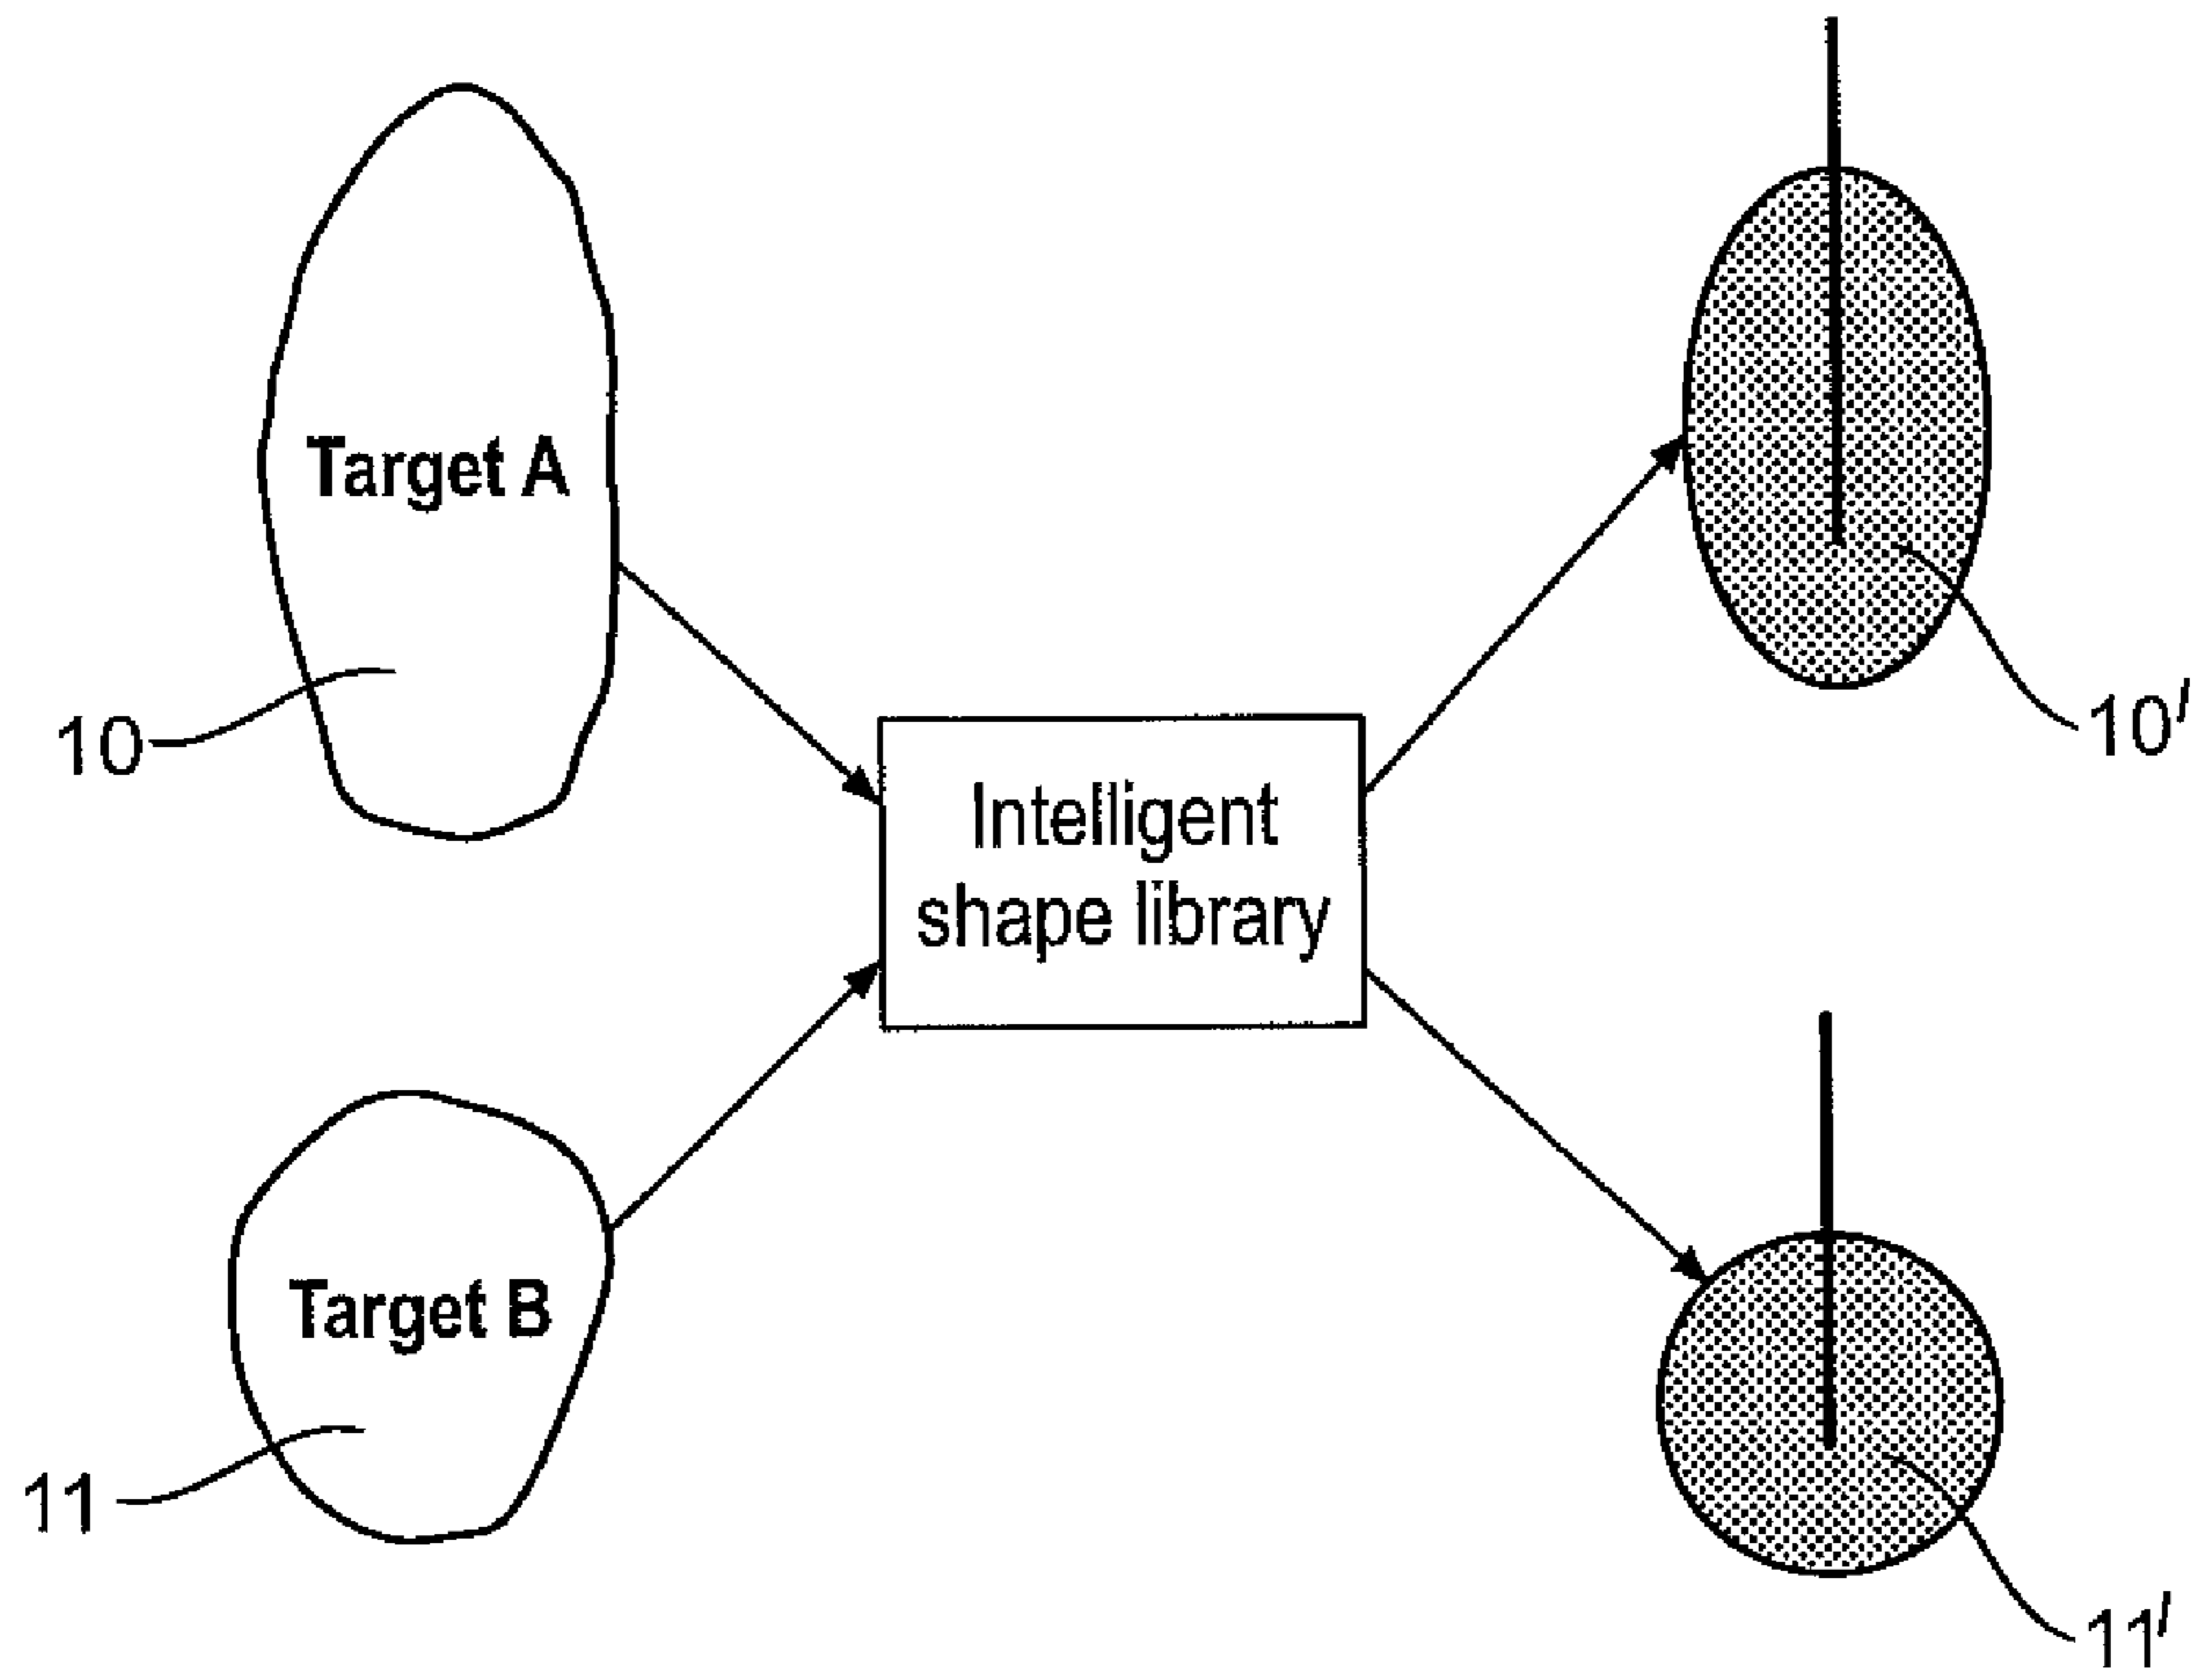 Target A
10
10'
Intelligent
shape library
Target B
11
11'